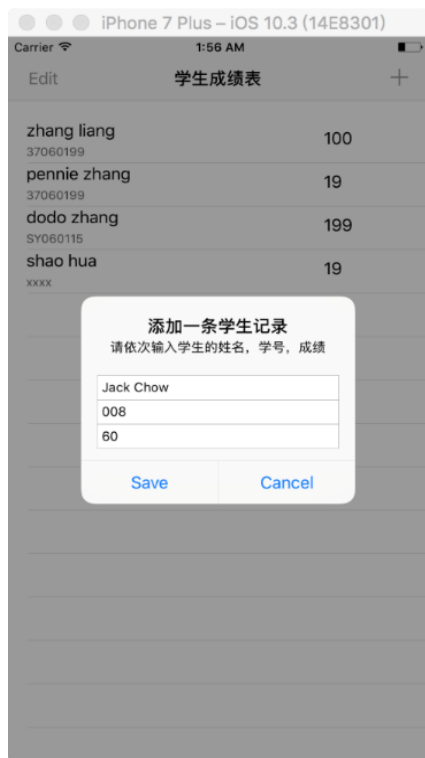 iPhone 7 Plus – iOS 10.3 (14E8301)
Carrier 1:56 AM
Edit 学生成绩表 +
zhang liang 100
37060199
pennie zhang 19
37060199
dodo zhang 199
SY060115
shao hua 19
xxxx
添加一条学生记录
请依次输入学生的姓名，学号，成绩
Jack Chow
008
60
Save Cancel